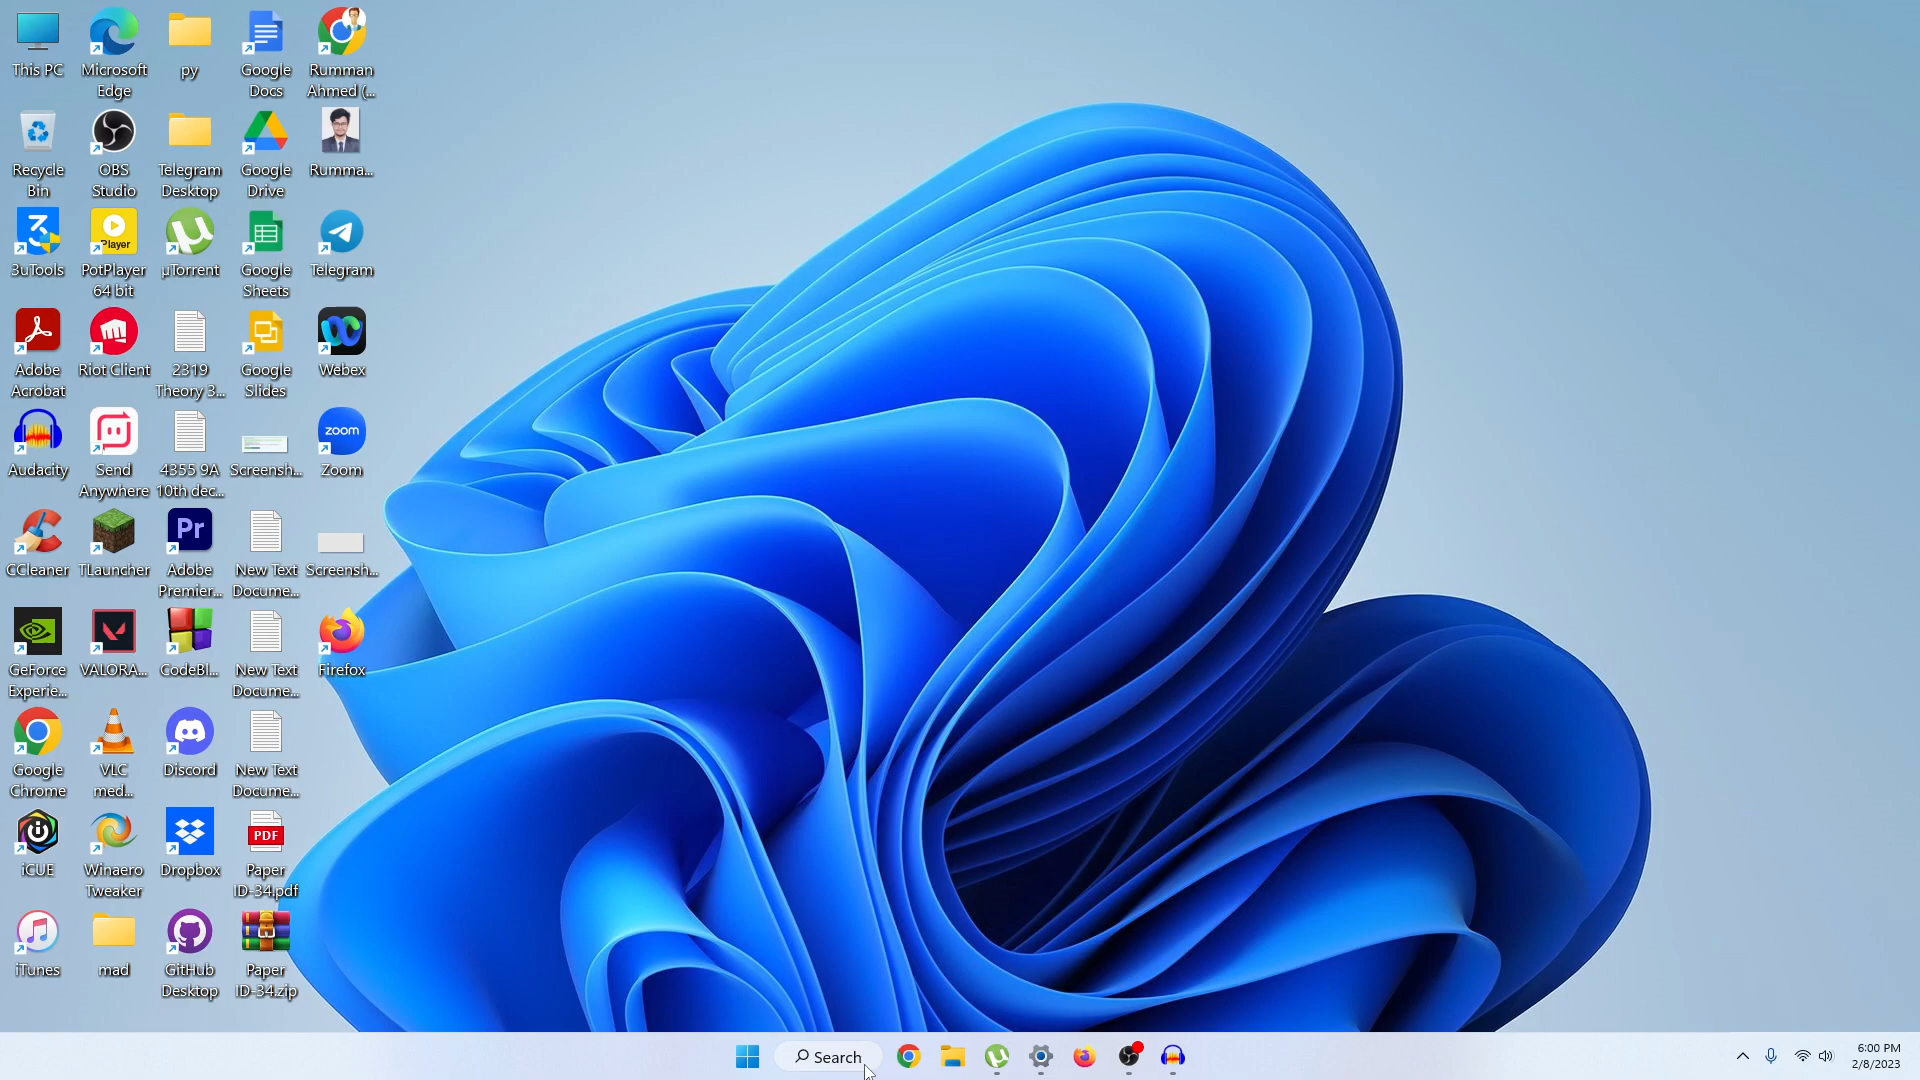 This PC
Microsoft
Edge
py
Google
Docs
Rumman
Ahmed (...
Recycle
Bin
OBS
Studio
Telegram
Desktop
Google
Drive
Rumma...
3uTools
Player
PotPlayer
64 bit
µTorrent
Google
Sheets
Telegram
Adobe
Acrobat
Riot Client
2319
Theory 3...
Google
Slides
Webex
Audacity
Send
Anywhere
4355 9A
10th dec...
Screensh...
zoom
Zoom
CCleaner
TLauncher
Pr
Adobe
Premier...
New Text
Docume...
Screensh...
GeForce
Experie...
VALORA...
CodeBl...
New Text
Docume...
Firefox
Google
Chrome
VLC
med...
Discord
New Text
Docume...
iCUE
Winaero
Tweaker
Dropbox
PDF
Paper
ID-34.pdf
iTunes
mad
GitHub
Desktop
Paper
ID-34.zip
Search
6:00 PM
2/8/2023